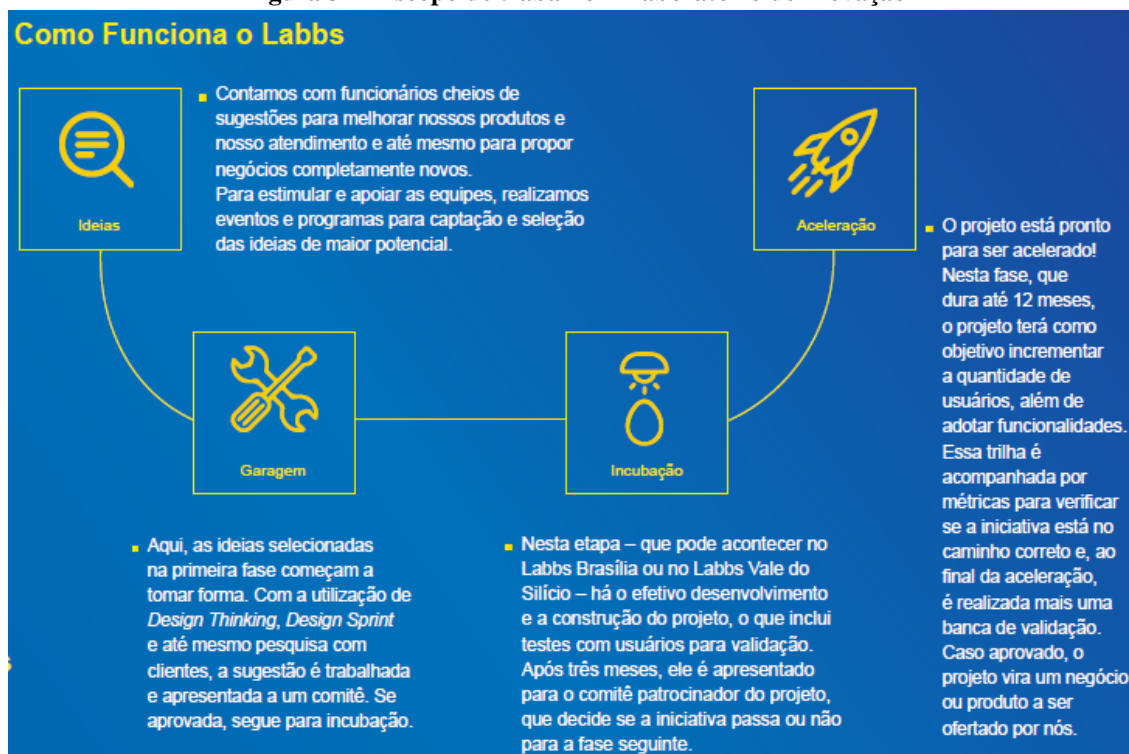 Como Funciona o Labbs
Ideias
Contamos com funcionários cheios de
sugestões para melhorar nossos produtos e
nosso atendimento e até mesmo para propor
negócios completamente novos.
Para estimular e apoiar as equipes, realizamos
eventos e programas para captação e seleção
das ideias de maior potencial.
Garagem
Aqui, as ideias selecionadas
na primeira fase começam a
tomar forma. Com a utilização de
Design Thinking, Design Sprint
e até mesmo pesquisa com
clientes, a sugestão é trabalhada
e apresentada a um comitê. Se
aprovada, segue para incubação.
Incubação
Nesta etapa – que pode acontecer no
Labbs Brasília ou no Labbs Vale do
Silício – há o efetivo desenvolvimento
e a construção do projeto, o que inclui
testes com usuários para validação.
Após três meses, ele é apresentado
para o comitê patrocinador do projeto,
que decide se a iniciativa passa ou não
para a fase seguinte.
Aceleração
O projeto está pronto
para ser acelerado!
Nesta fase, que
dura até 12 meses,
o projeto terá como
objetivo incrementar
a quantidade de
usuários, além de
adotar funcionalidades.
Essa trilha é
acompanhada por
métricas para verificar
se a iniciativa está no
caminho correto e, ao
final da aceleração,
é realizada mais uma
banca de validação.
Caso aprovado, o
projeto vira um negócio
ou produto a ser
ofertado por nós.